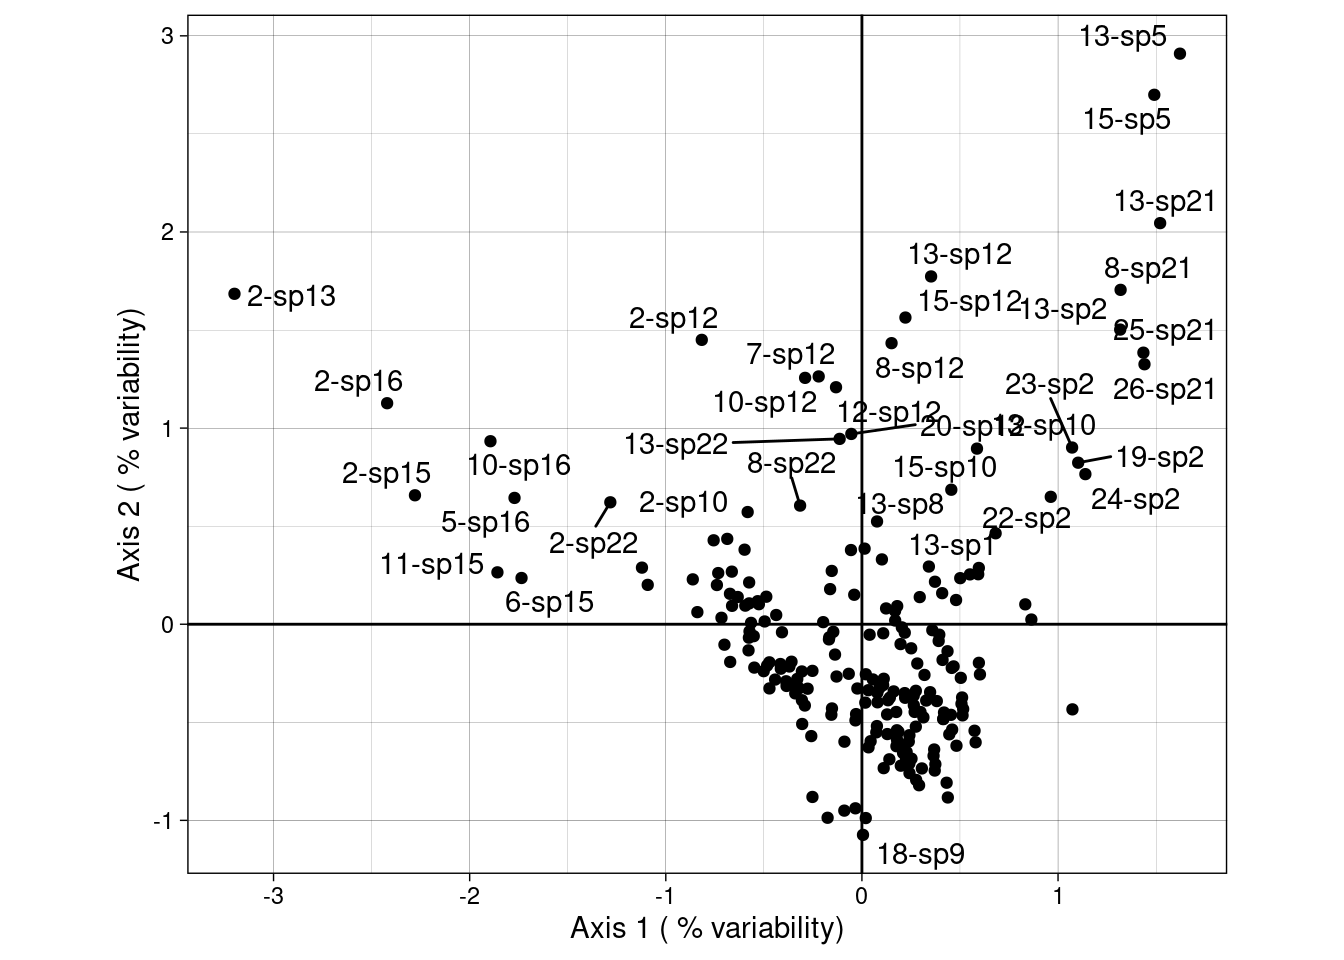 13-sp5
3
15-sp5
13-sp21
2
13-sp12
8-sp21
2-sp13
15-sp12
13-sp2
2-sp12
25-sp21
7-sp12
8-sp12
2-sp16
23-sp2
26-sp21
10-sp12
12-sp12
1
20-sp12
13-sp10
13-sp22
10-sp16
8-sp22
15-sp10
19-sp2
2-sp15
2-sp10
13-sp8
24-sp2
5-sp16
22-sp2
2-sp22
13-sp1
11-sp15
6-sp15
0
-1
18-sp9
-3
-2
-1
0
1
Axis 1 ( % variability)
Axis 2 ( % variability)